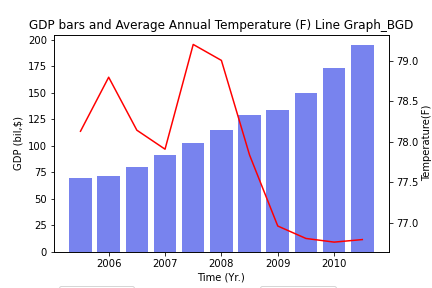 GDP bars and Average Annual Temperature (F) Line Graph_BGD
200
175
150
125
100
75
50
25
0
GDP (bil,$)
79.0
78.5
78.0
77.5
77.0
Temperature(F)
2006 2007 2008 2009 2010
Time (Yr.)